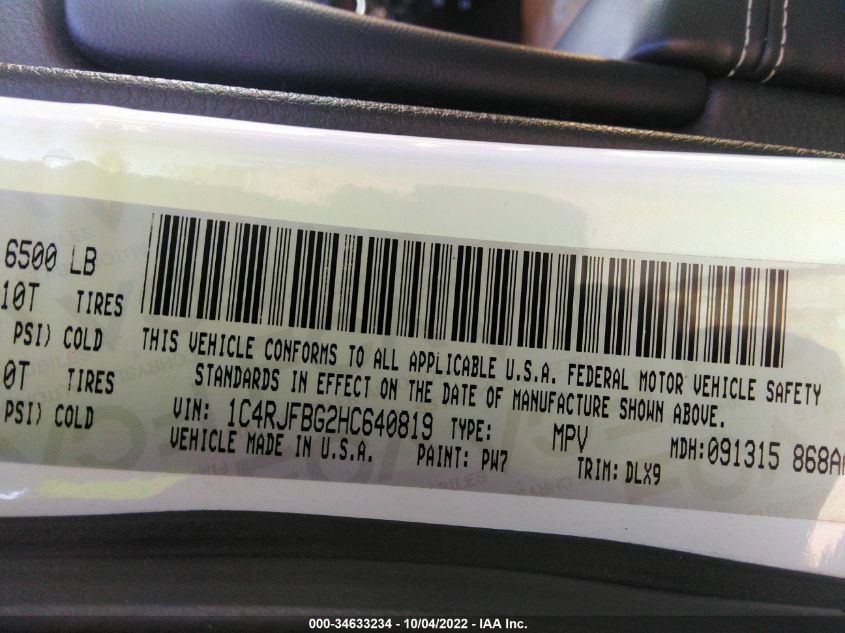 6500 LB
10T TIRES
PSI) COLD
0T TIRES
PSI) COLD
THIS VEHICLE CONFORMS TO ALL APPLICABLE U.S.A. FEDERAL MOTOR VEHICLE SAFETY
STANDARDS IN EFFECT ON THE DATE OF MANUFACTURE SHOWN ABOVE.
VIN: 1C4RJFBG2HC640819 TYPE: MPV MDH:091315 868A
VEHICLE MADE IN U.S.A. PAINT: PW7 TRIM: DLX9
000-34633234 - 10/04/2022 - IAA Inc.